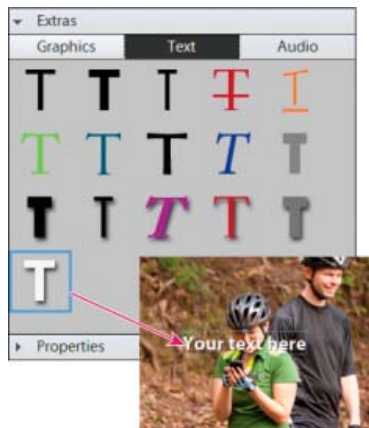 Extras
Graphics Text Audio
T T T T T
T T T T T
T T T T T
T
Your text here
Properties